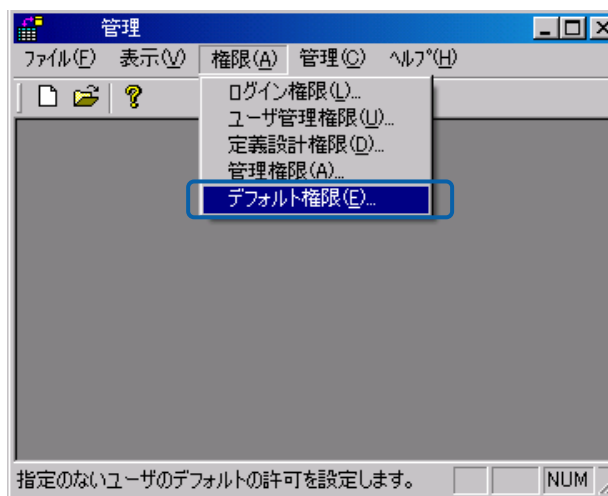 管理
ファイル(F) 表示(V) 権限(A) 管理(C) ヘルプ(H)
ログイン権限(L)...
ユーザ管理権限(U)...
定義設計権限(D)...
管理権限(A)...
デフォルト権限(E)...
指定のないユーザのデフォルトの許可を設定します。 NUM